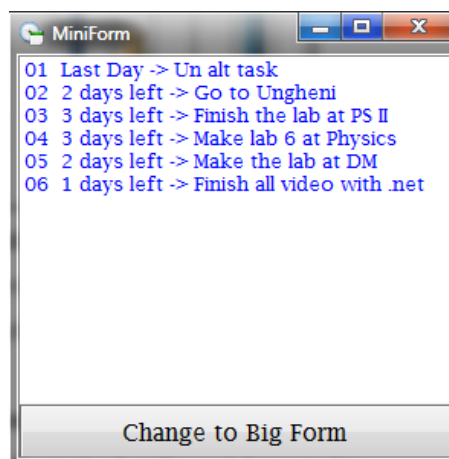 MiniForm
01 Last Day -> Un alt task
02 2 days left -> Go to Ungheni
03 3 days left -> Finish the lab at PS II
04 3 days left -> Make lab 6 at Physics
05 2 days left -> Make the lab at DM
06 1 days left -> Finish all video with .net
Change to Big Form